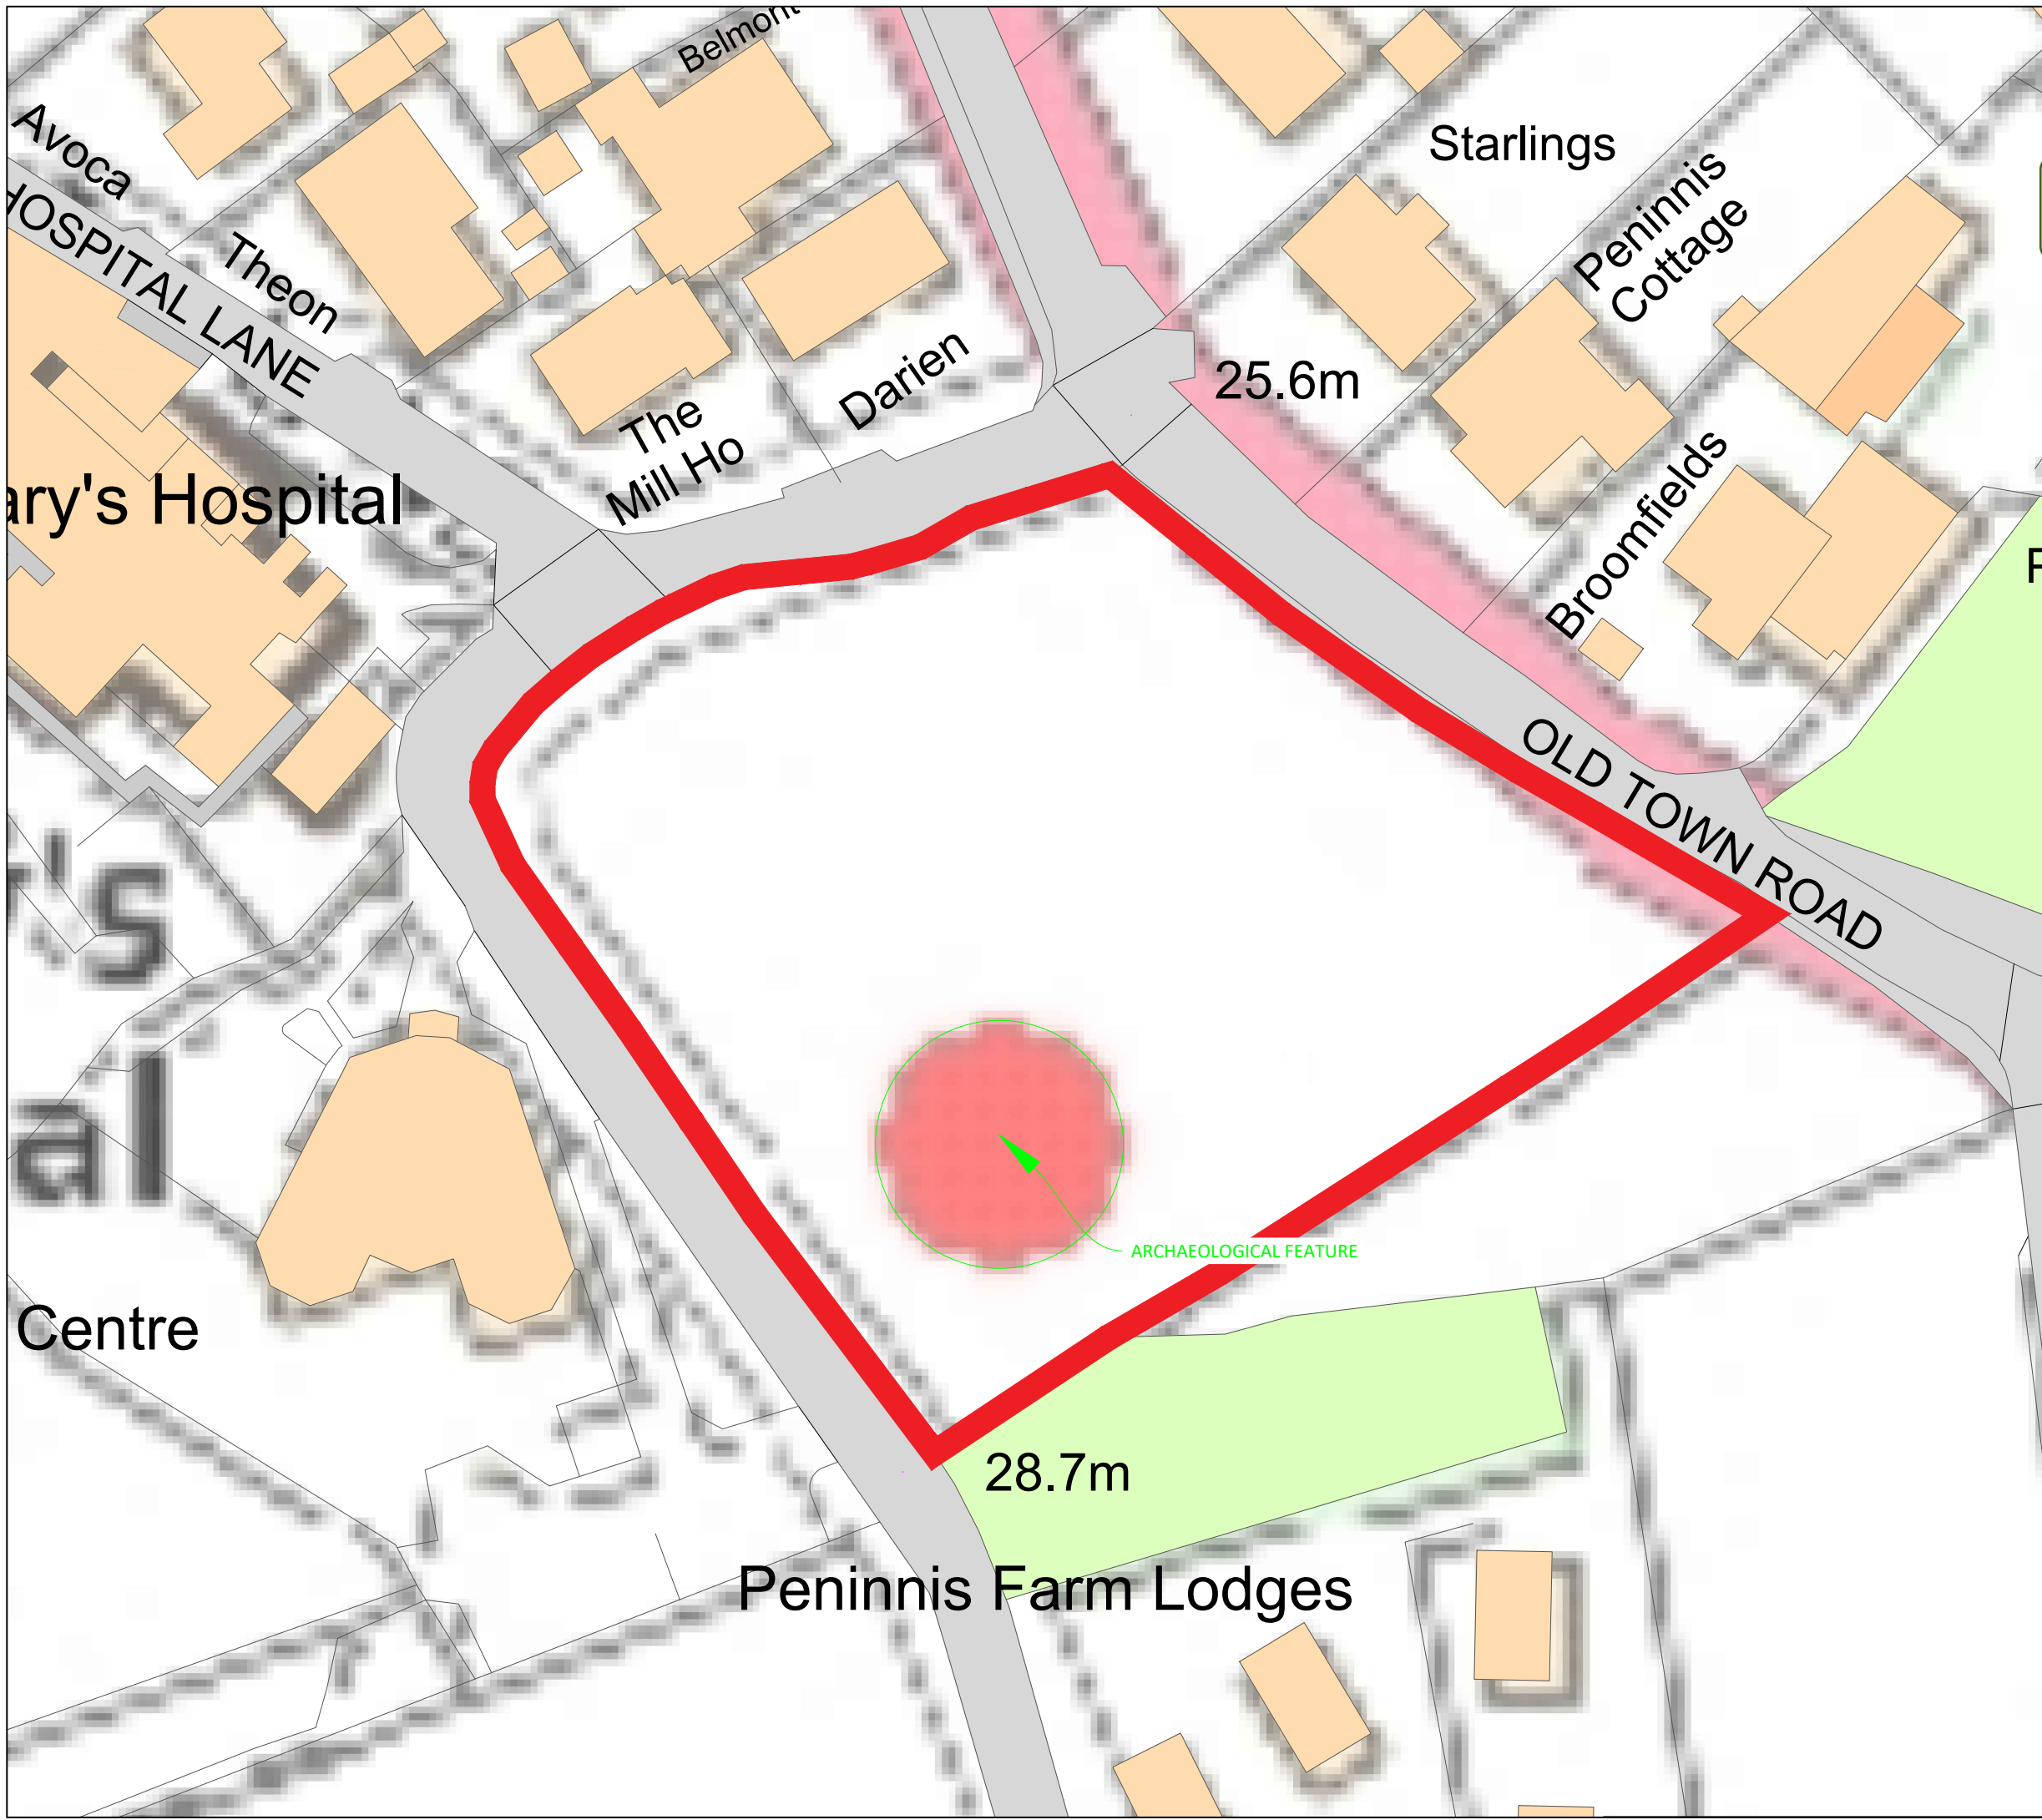 Belmont
Avoca
Starlings
HOSPITAL LANE
Theon
Peninnis
Cottage
Darien
25.6m
The
Mill Ho
ary's Hospital
Broomfields
OLD TOWN ROAD
's
al
ARCHAEOLOGICAL FEATURE
Centre
28.7m
Peninnis Farm Lodges